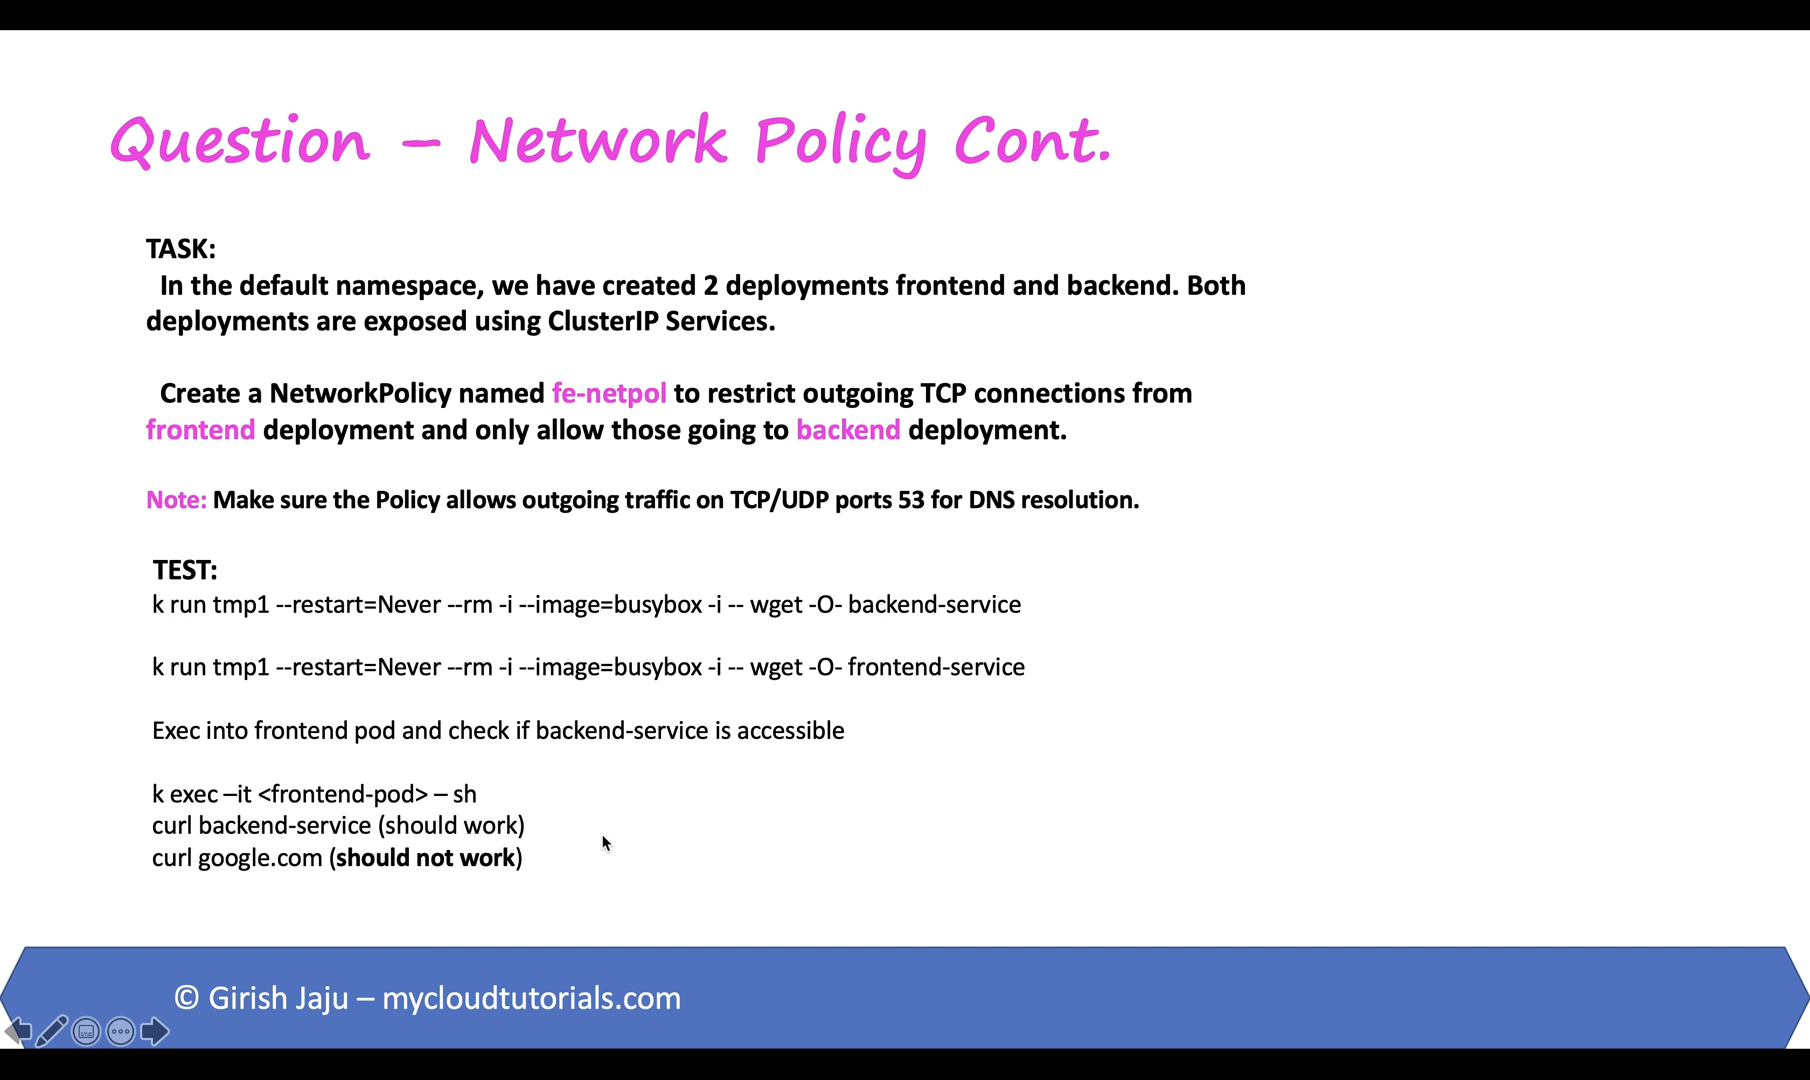 Question – Network Policy Cont.
TASK:
In the default namespace, we have created 2 deployments frontend and backend. Both
deployments are exposed using ClusterIP Services.
Create a NetworkPolicy named fe-netpol to restrict outgoing TCP connections from
frontend deployment and only allow those going to backend deployment.
Note: Make sure the Policy allows outgoing traffic on TCP/UDP ports 53 for DNS resolution.
TEST:
k run tmp1 --restart=Never --rm -i --image=busybox -i -- wget -O- backend-service
k run tmp1 --restart=Never --rm -i --image=busybox -i -- wget -O- frontend-service
Exec into frontend pod and check if backend-service is accessible
k exec –it <frontend-pod> – sh
curl backend-service (should work)
curl google.com (should not work)
© Girish Jaju – mycloudtutorials.com